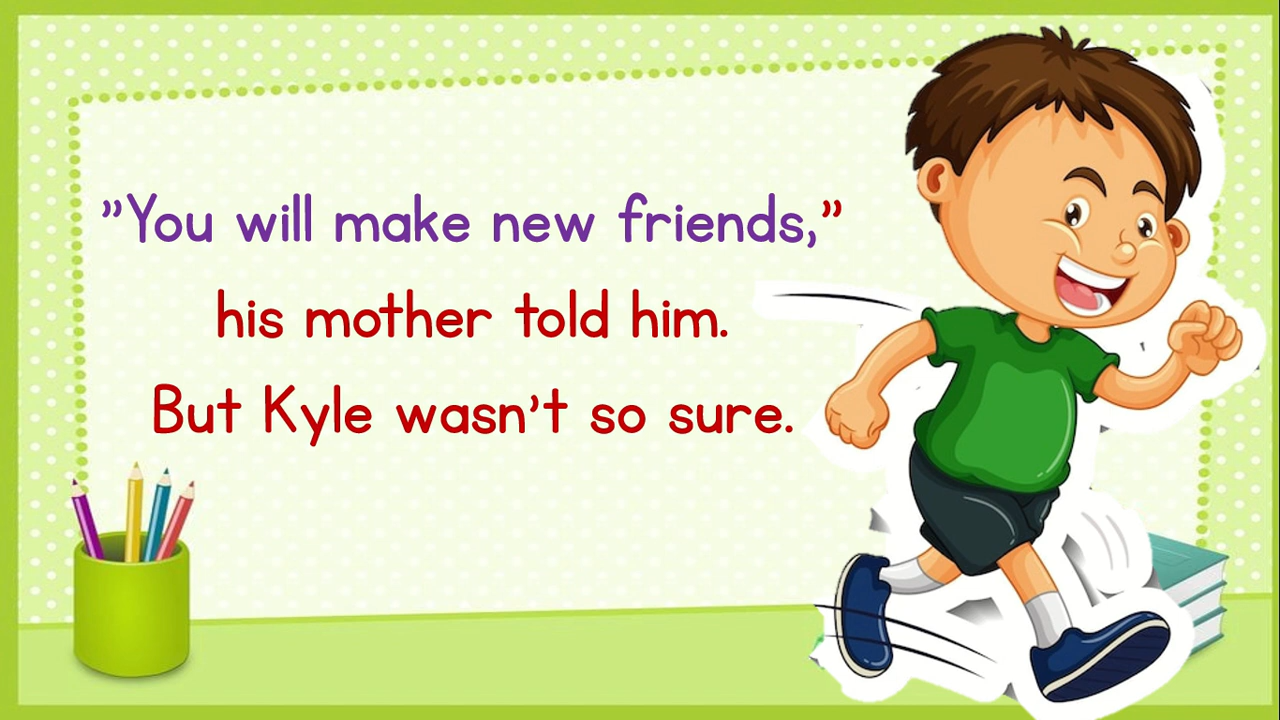 ”You will make new friends,”
his mother told him.
But Kyle wasn’t so sure.